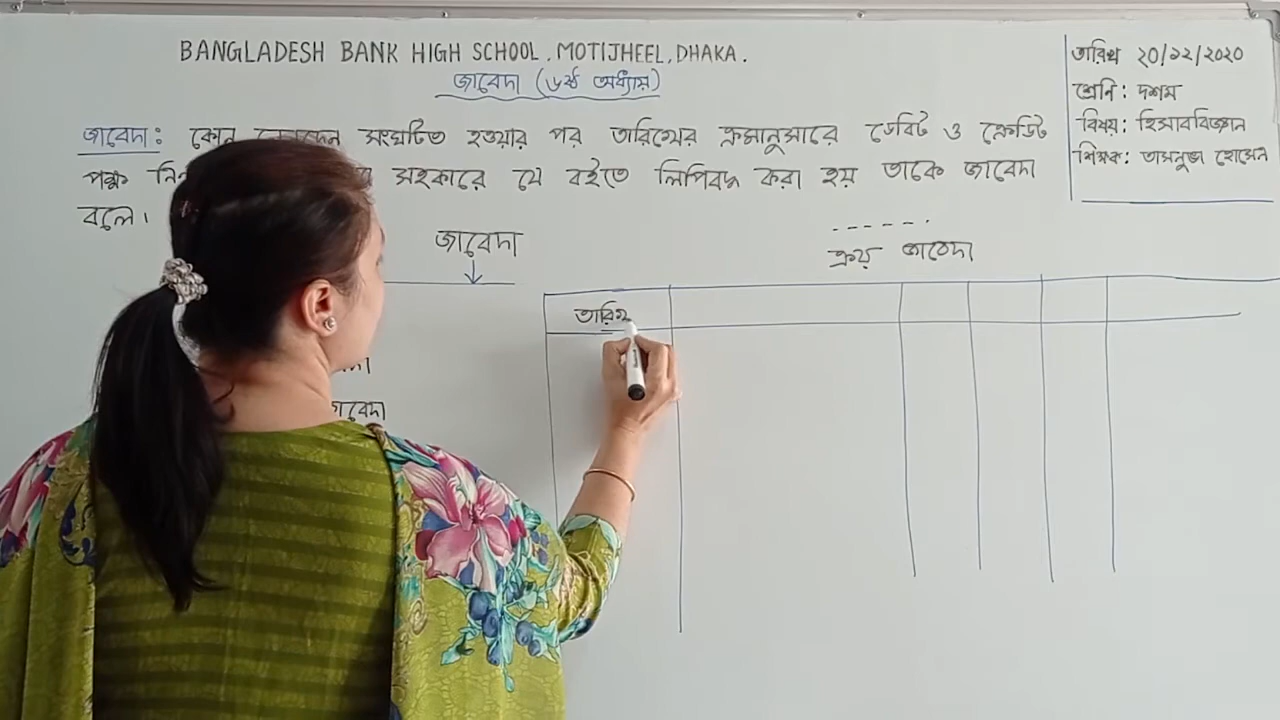 BANGLADESH BANK HIGH SCHOOL, MOTIJHEEL, DHAKA.
জাবেদা (৬ষ্ঠ অধ্যায়)
তারিখ ২০/১২/২০২০
শ্রেনি: দশম
বিষয়: হিসাববিজ্ঞান
শিক্ষক: তাসনুভা হোসেন
জাবেদা: কোন সংঘটিত হওয়ার পর তারিখের ক্রমানুসারে ডেবিট ও ক্রেডিট
পক্ষ সহকারে যে বইতে লিপিবদ্ধ করা হয় তাকে জাবেদা
বলে।
জাবেদা
ক্রয় জাবেদা
তারিখ